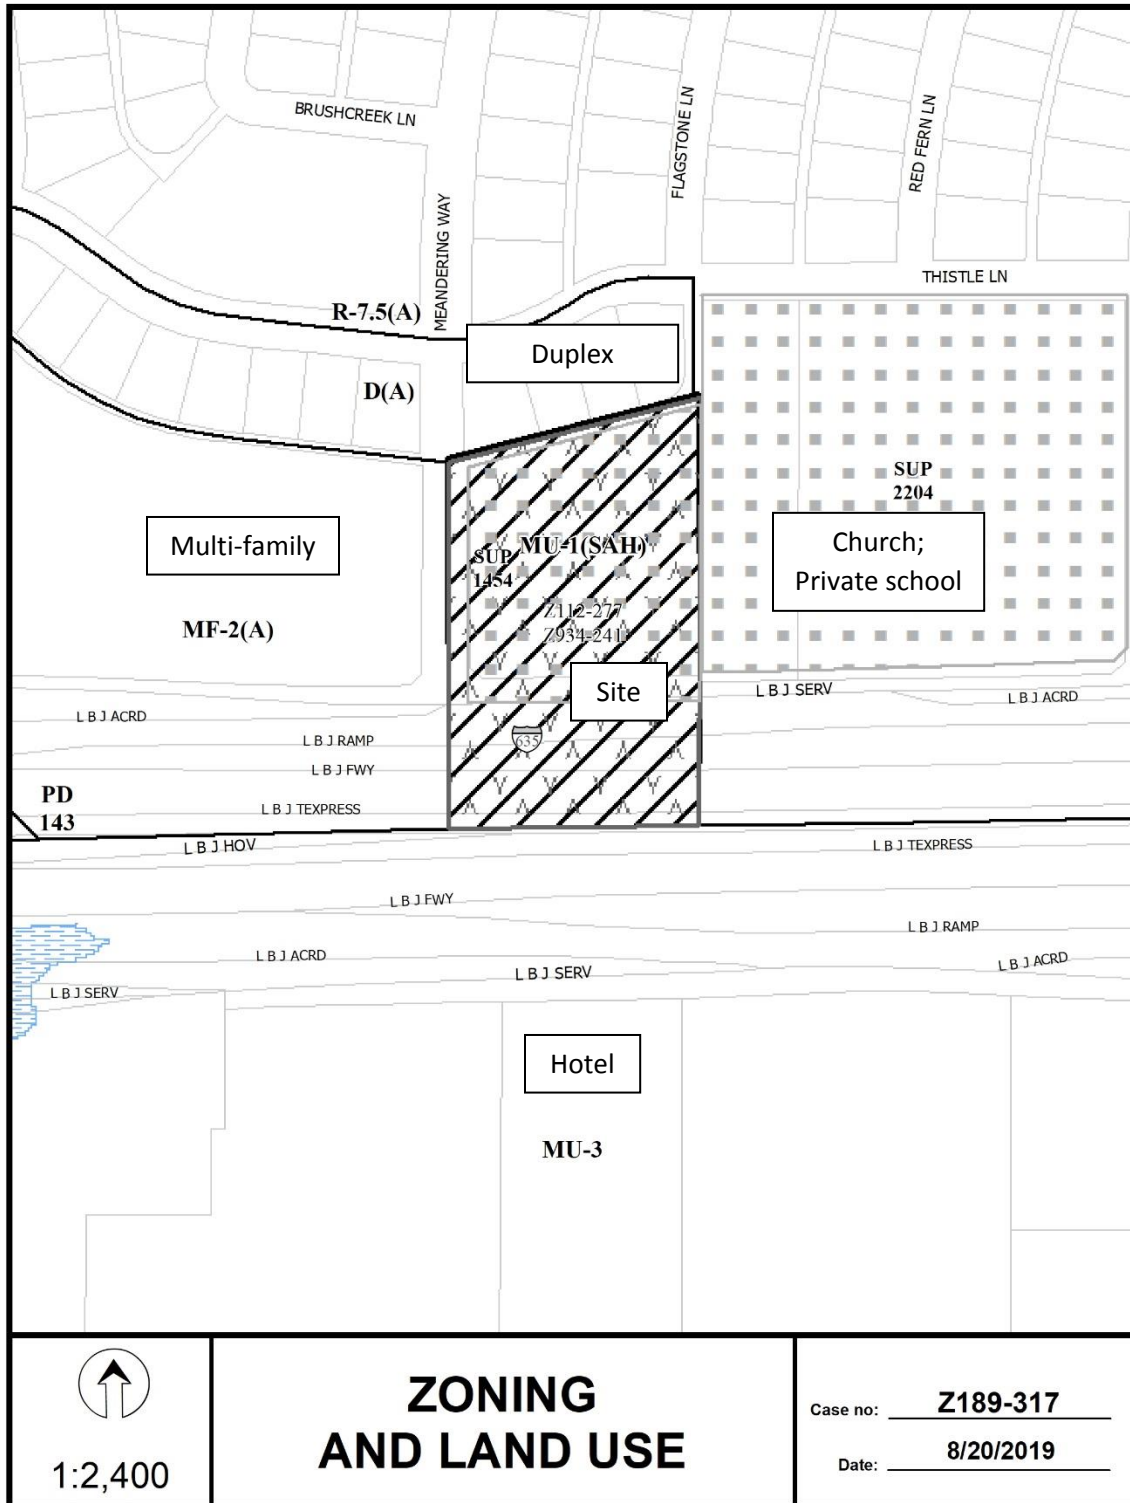 BRUSHCREEK LN
FLAGSTONE LN
RED FERN LN
MEANDERING WAY
THISTLE LN
R-7.5(A)
Duplex
D(A)
SUP
2204
Multi-family
MU-1(SAH)
SUP
1454
Church;
Private school
Z112-277
Z934-241
MF-2(A)
Site
L B J SERV
L B J ACRD
L B J ACRD
L B J RAMP
635
L B J FWY
PD
143
L B J TEXPRESS
L B J HOV
L B J TEXPRESS
L B J FWY
L B J RAMP
L B J ACRD
L B J SERV
L B J ACRD
L B J SERV
Hotel
MU-3
1:2,400
ZONING
AND LAND USE
Case no: Z189-317
Date: 8/20/2019